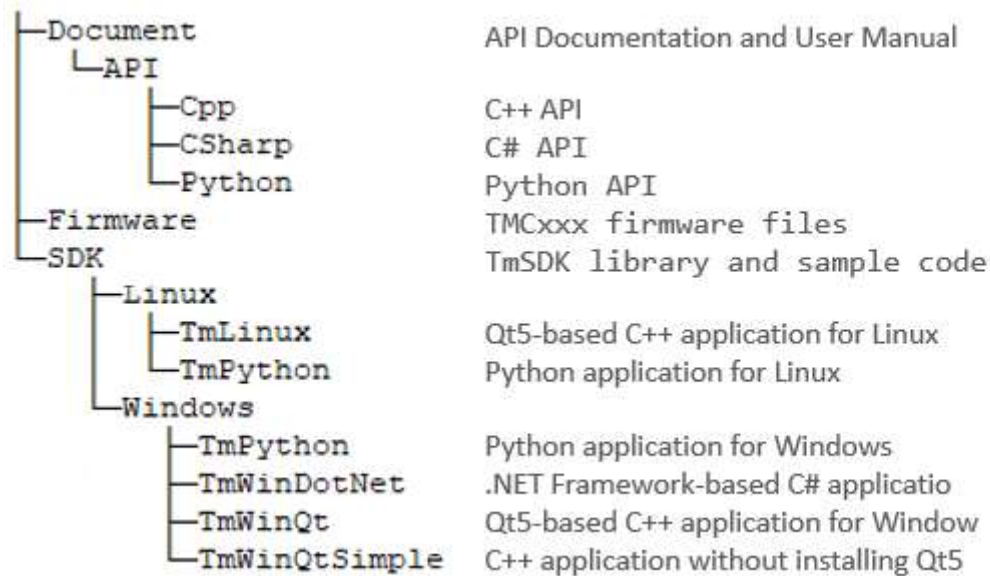 Document API Documentation and User Manual
API
Cpp C++ API
CSharp C# API
Python Python API
Firmware TMCxxx firmware files
SDK TmSDK library and sample code
Linux
TmLinux Qt5-based C++ application for Linux
TmPython Python application for Linux
Windows
TmPython Python application for Windows
TmWinDotNet .NET Framework-based C# applicatio
TmWinQt Qt5-based C++ application for Window
TmWinQtSimple C++ application without installing Qt5